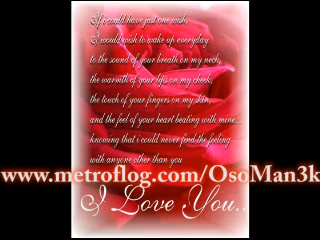 If i could have just one wish,
I would wish to wake up everyday
to the sound of your breath on my neck,
the warmth of your lips on my cheek,
the touch of your fingers on my skin,
and the feel of your heart beating with mine...
knowing that i could never find the feeling
with anyone other than you
www.metroflog.com/OsoMan3k
I Love You..